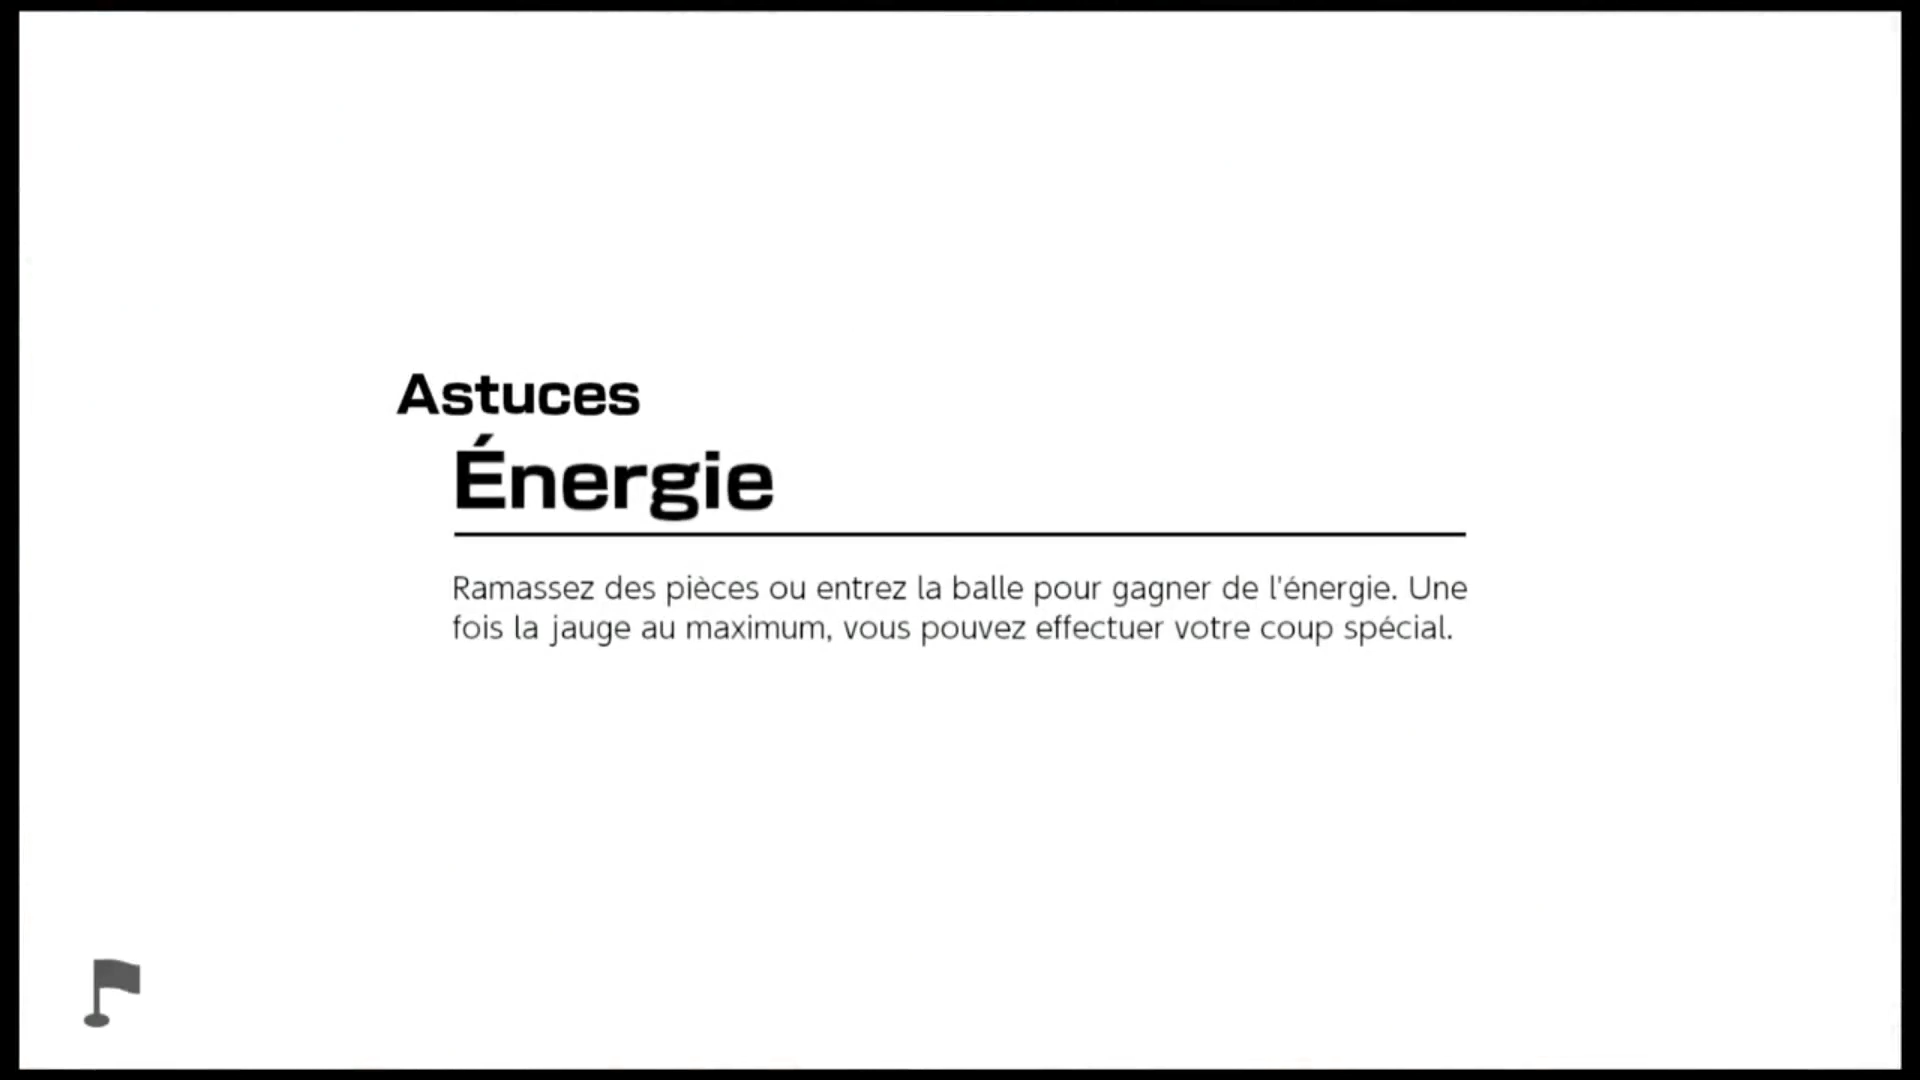 Astuces
Énergie
Ramassez des pièces ou entrez la balle pour gagner de l'énergie. Une
fois la jauge au maximum, vous pouvez effectuer votre coup spécial.